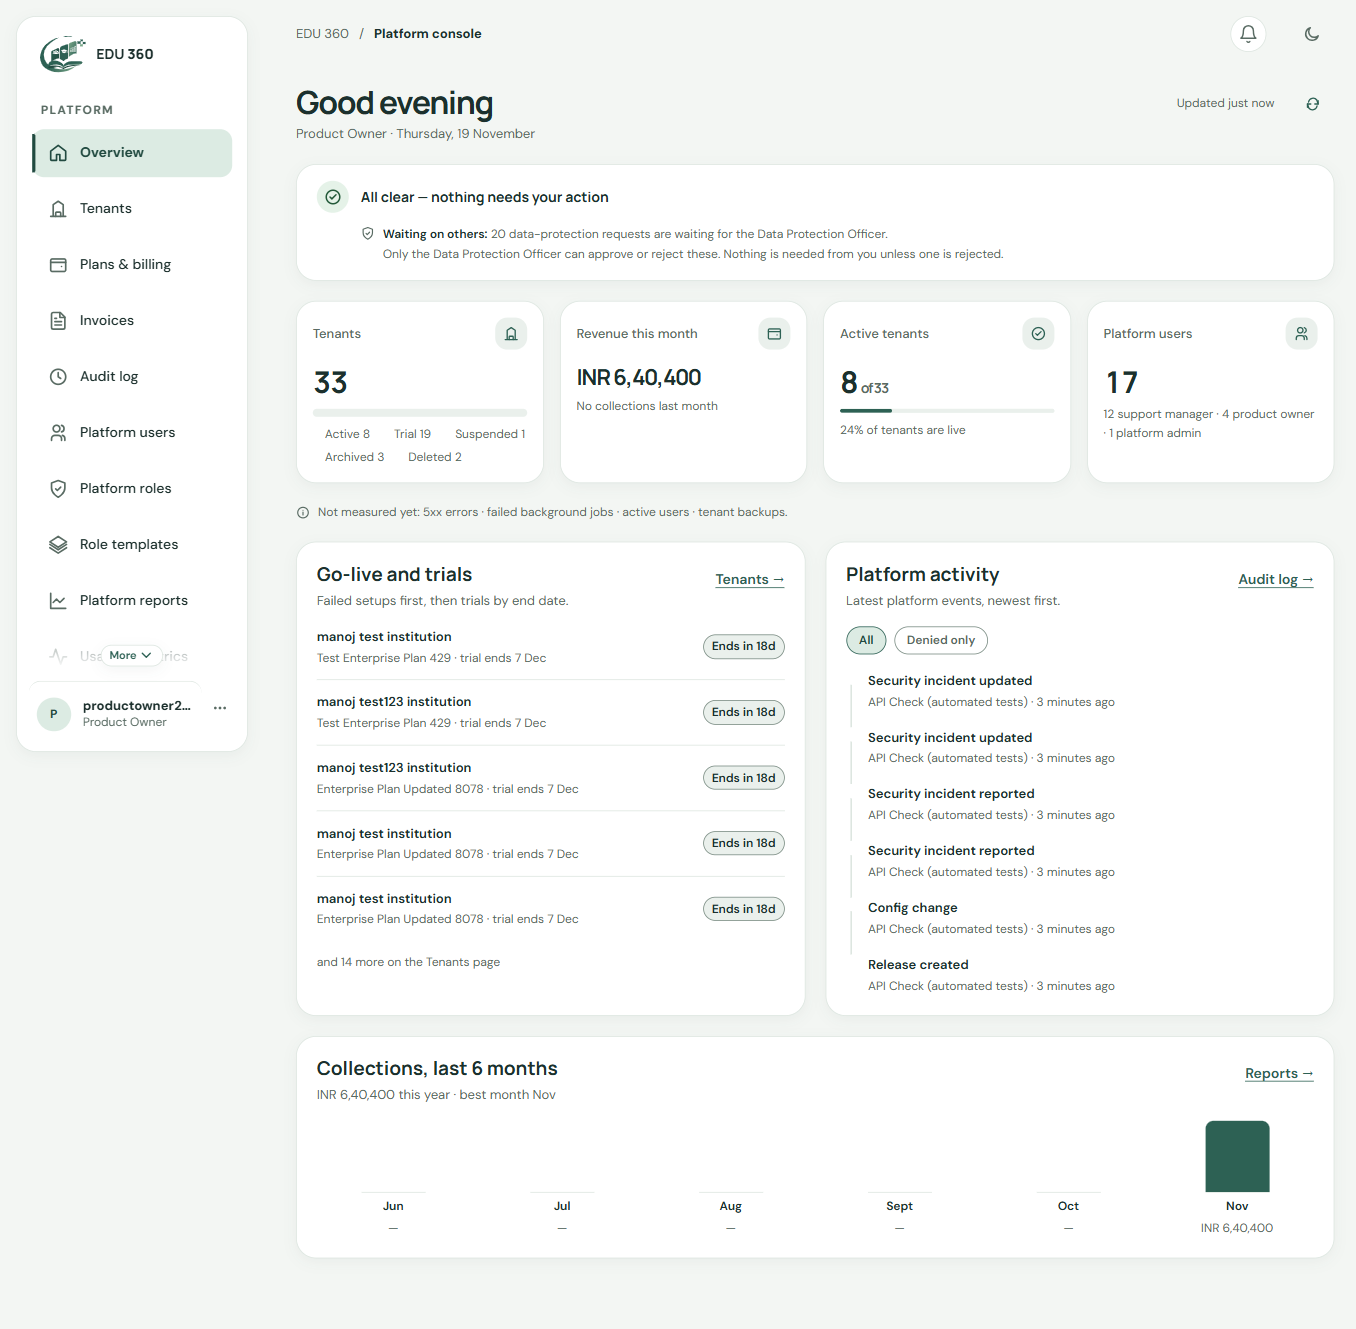 EDU 360
PLATFORM
Overview
Tenants
Plans & billing
Invoices
Audit log
Platform users
Platform roles
Role templates
Platform reports
More
P
productowner2...
Product Owner
EDU 360 / Platform console
Good evening
Updated just now
Product Owner · Thursday, 19 November
All clear — nothing needs your action
Waiting on others: 20 data-protection requests are waiting for the Data Protection Officer.
Only the Data Protection Officer can approve or reject these. Nothing is needed from you unless one is rejected.
Tenants
33
Active 8 Trial 19 Suspended 1
Archived 3 Deleted 2
Revenue this month
INR 6,40,400
No collections last month
Active tenants
8 of 33
24% of tenants are live
Platform users
17
12 support manager · 4 product owner
· 1 platform admin
Not measured yet: 5xx errors · failed background jobs · active users · tenant backups.
Go-live and trials
Tenants →
Failed setups first, then trials by end date.
manoj test institution
Test Enterprise Plan 429 · trial ends 7 Dec
Ends in 18d
manoj test123 institution
Test Enterprise Plan 429 · trial ends 7 Dec
Ends in 18d
manoj test123 institution
Enterprise Plan Updated 8078 · trial ends 7 Dec
Ends in 18d
manoj test institution
Enterprise Plan Updated 8078 · trial ends 7 Dec
Ends in 18d
manoj test institution
Enterprise Plan Updated 8078 · trial ends 7 Dec
Ends in 18d
and 14 more on the Tenants page
Platform activity
Audit log →
Latest platform events, newest first.
All
Denied only
Security incident updated
API Check (automated tests) · 3 minutes ago
Security incident updated
API Check (automated tests) · 3 minutes ago
Security incident reported
API Check (automated tests) · 3 minutes ago
Security incident reported
API Check (automated tests) · 3 minutes ago
Config change
API Check (automated tests) · 3 minutes ago
Release created
API Check (automated tests) · 3 minutes ago
Collections, last 6 months
Reports →
INR 6,40,400 this year · best month Nov
Jun Jul Aug Sept Oct Nov
— — — — — INR 6,40,400